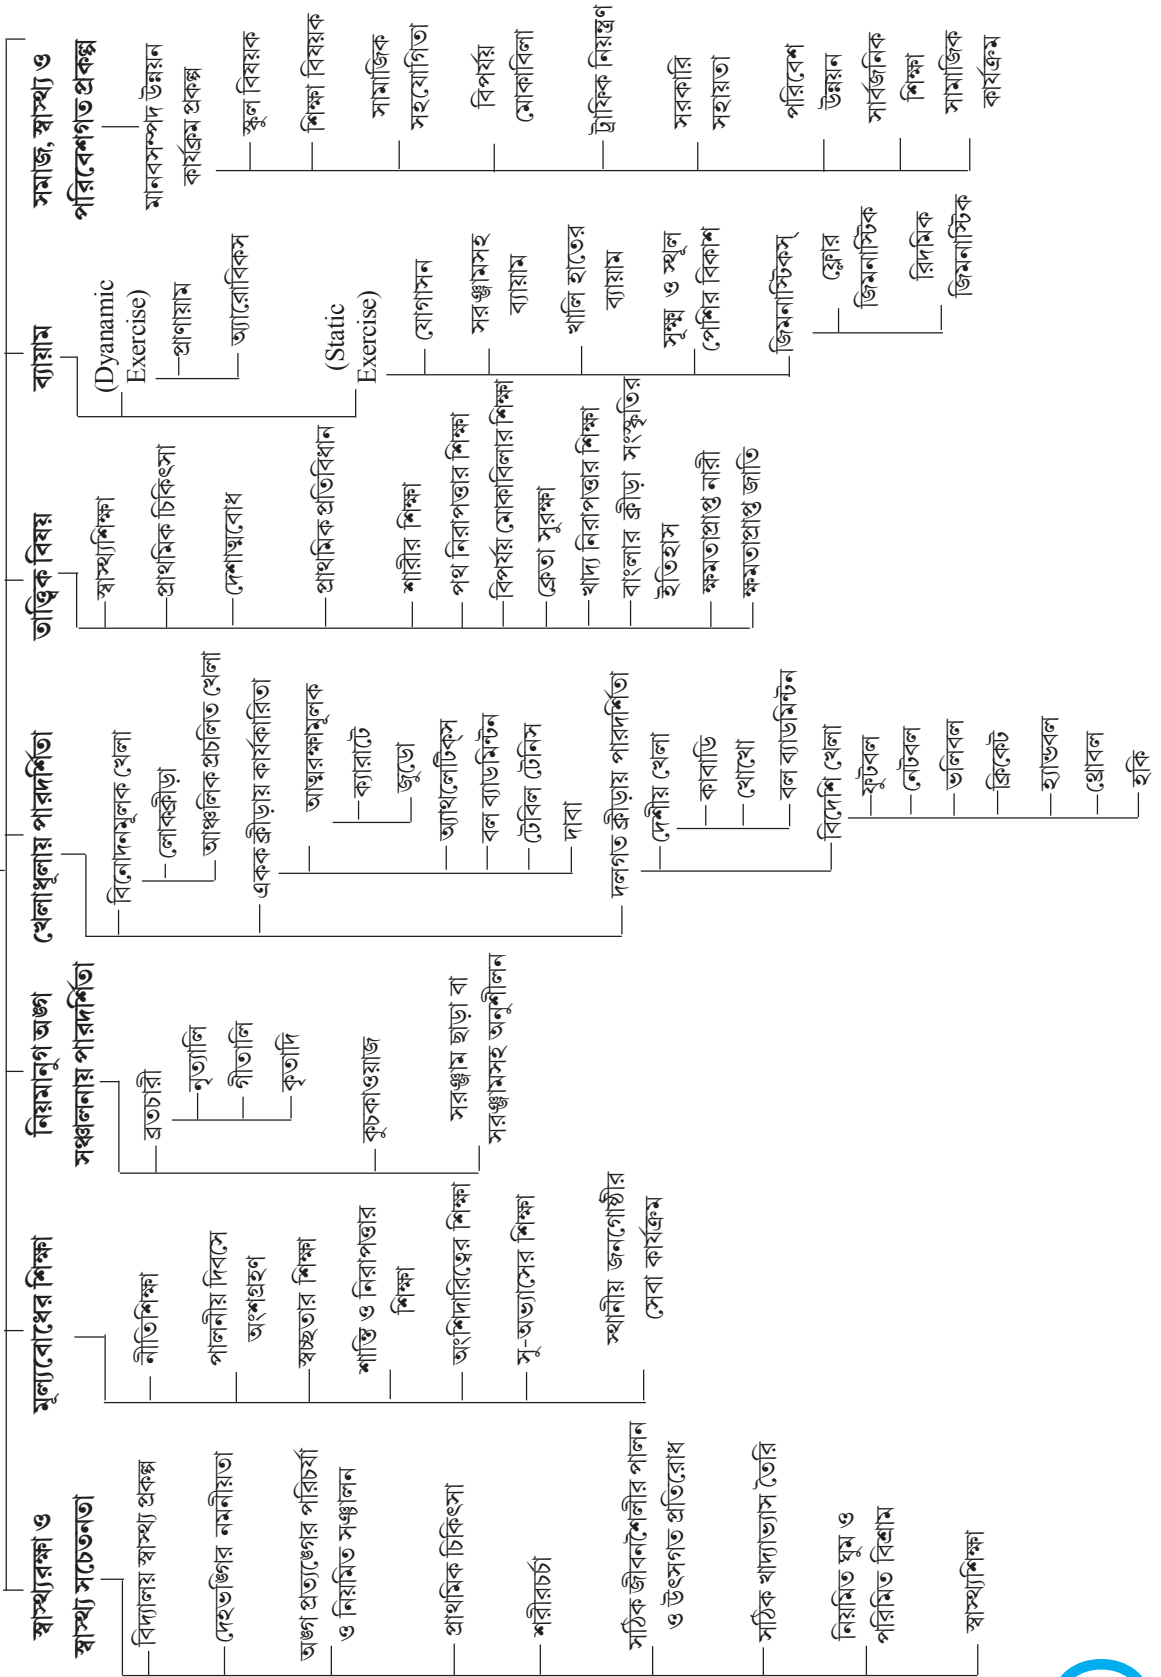 স্বাস্থ্যরক্ষা ও
স্বাস্থ্য সচেতনতা
বিদ্যালয় স্বাস্থ্য প্রকল্প
দেহভঙ্গির নমনীয়তা
অঙ্গ প্রত্যঙ্গের পরিচর্যা
ও নিয়মিত সঞ্চালন
প্রাথমিক চিকিৎসা
শরীরচর্চা
সঠিক জীবনশৈলীর পালন
ও উৎসগত প্রতিরোধ
সঠিক খাদ্যাভ্যাস তৈরি
নিয়মিত ঘুম ও
পরিমিত বিশ্রাম
স্বাস্থ্যশিক্ষা
মূল্যবোধের শিক্ষা
নীতিশিক্ষা
পালনীয় দিবসে
অংশগ্রহণ
স্বচ্ছতার শিক্ষা
শান্তি ও নিরাপত্তার
শিক্ষা
অংশিদারিত্বের শিক্ষা
সু-অভ্যাসের শিক্ষা
স্থানীয় জনগোষ্ঠীর
সেবা কার্যক্রম
নিয়মানুগ অঙ্গ
সঞ্চালনায় পারদর্শিতা
ব্রতচারী
নৃত্যালি
গীতালি
কৃত্যাদি
কুচকাওয়াজ
সরঞ্জাম ছাড়া বা
সরঞ্জামসহ অনুশীলন
খেলাধূলায় পারদর্শিতা
বিনোদনমূলক খেলা
লোকক্রীড়া
আঞ্চলিক প্রচলিত খেলা
একক ক্রীড়ায় কার্যকারিতা
আত্মরক্ষামূলক
ক্যারাটে
জুডো
অ্যাথলেটিক্স
বল ব্যাডমিন্টন
টেবিল টেনিস
দাবা
দলগত ক্রীড়ায় পারদর্শিতা
দেশীয় খেলা
কাবাডি
খোখো
বল ব্যাডমিন্টন
বিদেশি খেলা
ফুটবল
নেটবল
ভলিবল
ক্রিকেট
হ্যান্ডবল
থ্রোবল
হকি
তাত্ত্বিক বিষয়
স্বাস্থ্যশিক্ষা
প্রাথমিক চিকিৎসা
দেশাত্মবোধ
প্রাথমিক প্রতিবিধান
শারীর শিক্ষা
পথ নিরাপত্তার শিক্ষা
বিপর্যয় মোকাবিলার শিক্ষা
ক্রেতা সুরক্ষা
খাদ্য নিরাপত্তার শিক্ষা
বাংলার ক্রীড়া সংস্কৃতির
ইতিহাস
ক্ষমতাপ্রাপ্ত নারী
ক্ষমতাপ্রাপ্ত জাতি
ব্যায়াম
(Dyanamic
Exercise)
প্রাণায়াম
অ্যারোবিকস
(Static
Exercise)
যোগাসন
সরঞ্জামসহ
ব্যায়াম
খালি হাতের
ব্যায়াম
সূক্ষ্ম ও স্থূল
পেশির বিকাশ
জিমনাস্টিকস্
ফ্লোর
জিমনাস্টিক
রিদমিক
জিমনাস্টিক
সমাজ, স্বাস্থ্য ও
পরিবেশগত প্রকল্প
মানবসম্পদ উন্নয়ন
কার্যক্রম প্রকল্প
স্কুল বিষয়ক
শিক্ষা বিষয়ক
সামাজিক
সহযোগিতা
বিপর্যয়
মোকাবিলা
ট্রাফিক নিয়ন্ত্রণ
সরকারি
সহায়তা
পরিবেশ
উন্নয়ন
সার্বজনিক
শিক্ষা
সামাজিক
কার্যক্রম